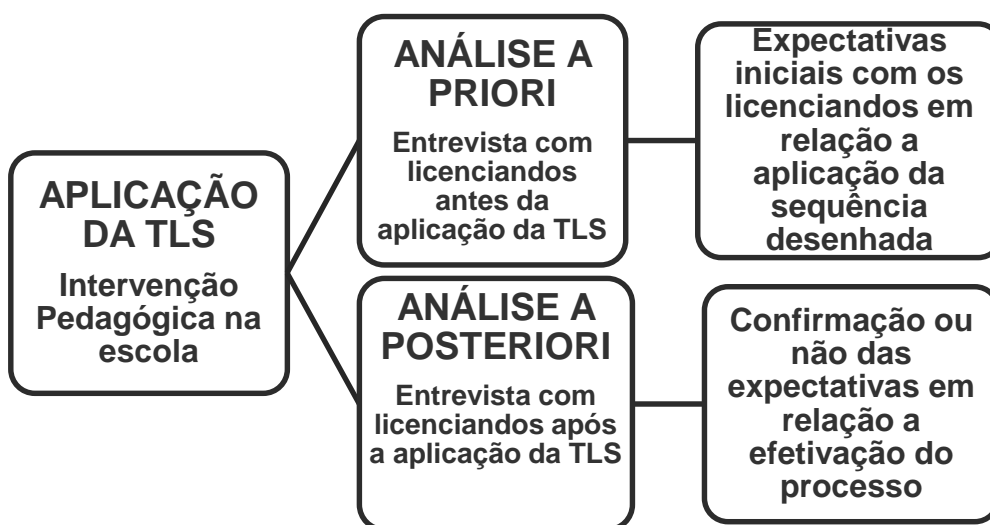 APLICAÇÃO
DA TLS
Intervenção
Pedagógica na
escola
ANÁLISE A
PRIORI
Entrevista com
licenciandos
antes da
aplicação da TLS
Expectativas
iniciais com os
licenciandos em
relação a
aplicação da
sequência
desenhada
ANÁLISE A
POSTERIORI
Entrevista com
licenciandos após
a aplicação da TLS
Confirmação ou
não das
expectativas em
relação a
efetivação do
processo